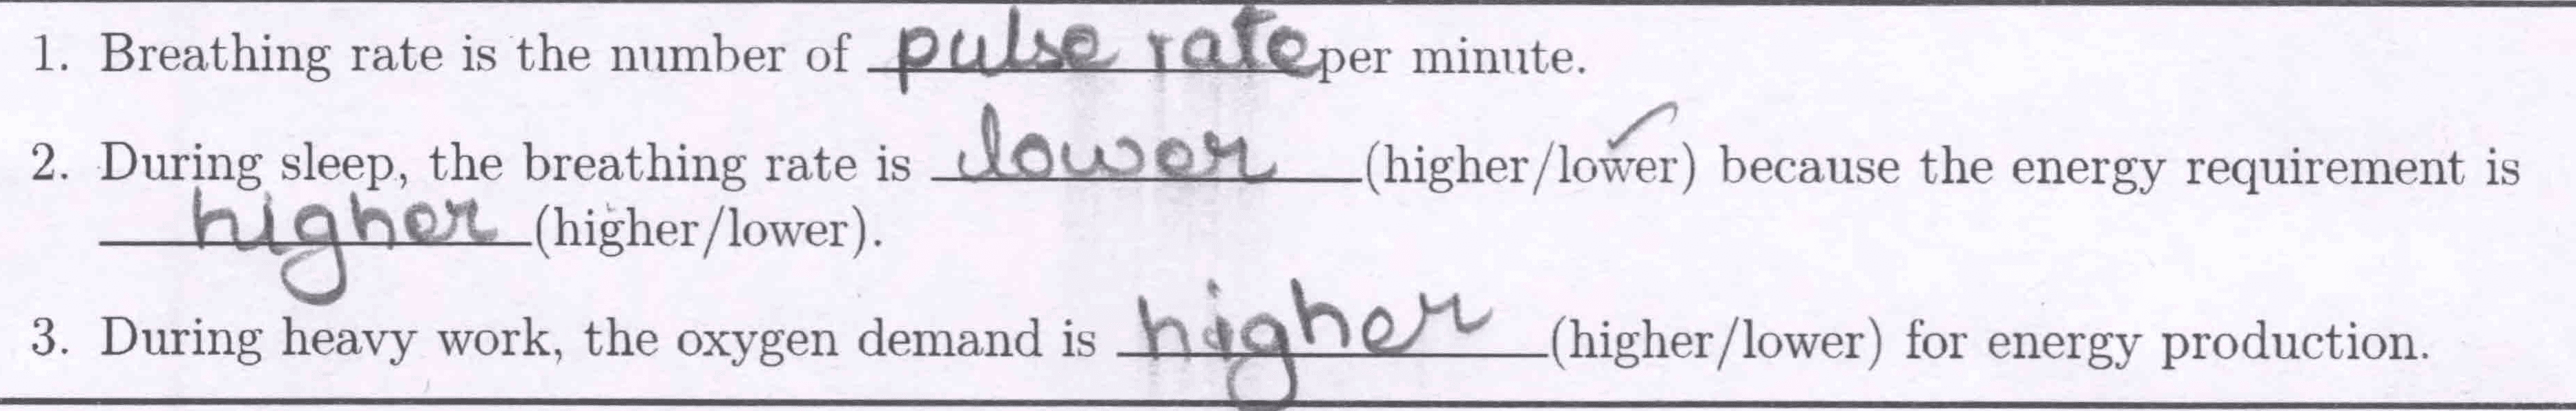 1. Breathing rate is the number of pulse rate per minute.
2. During sleep, the breathing rate is lower (higher/lower) because the energy requirement is
higher (higher/lower).
3. During heavy work, the oxygen demand is higher (higher/lower) for energy production.